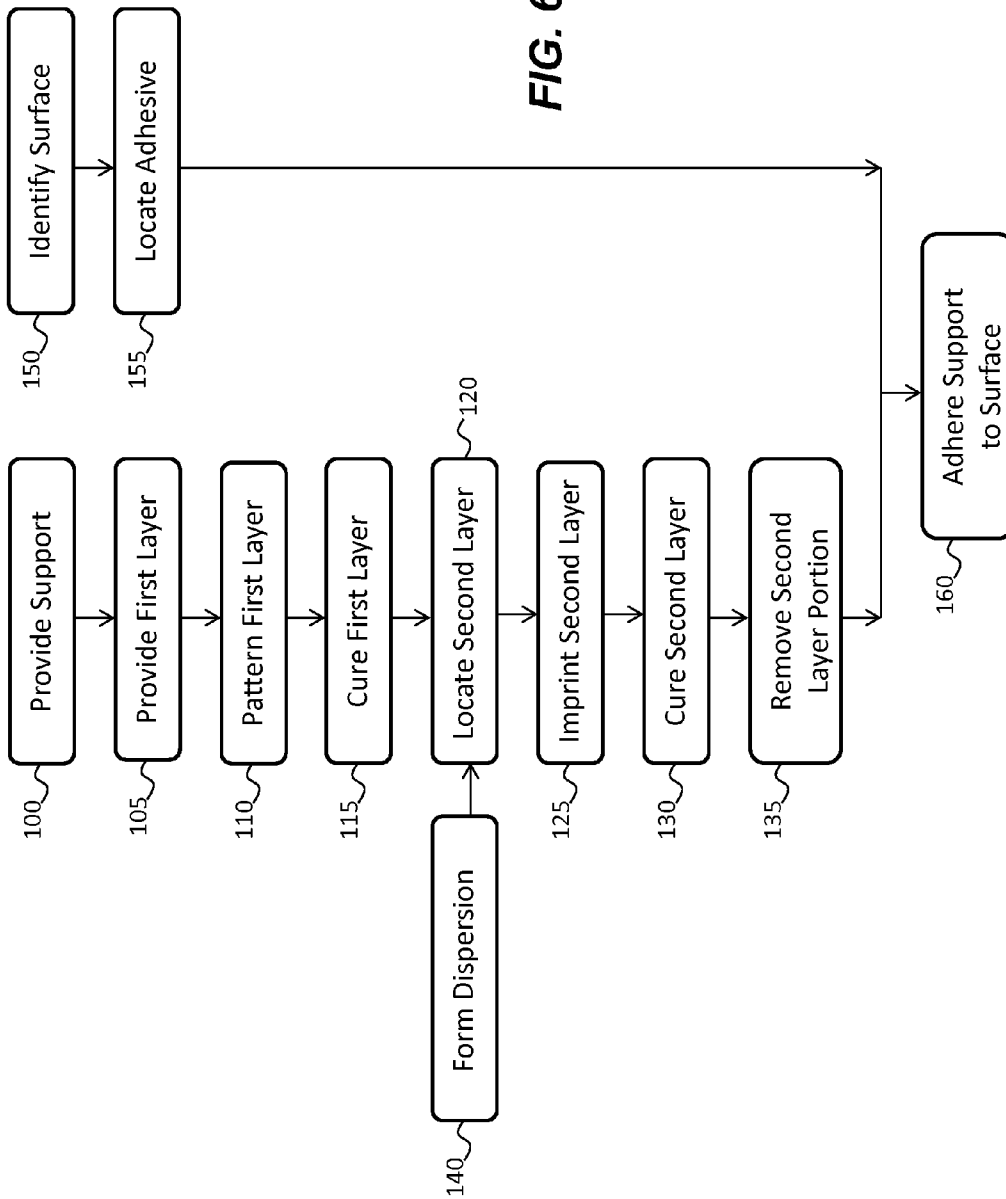 100
Provide Support
105
Provide First Layer
110
Pattern First Layer
115
Cure First Layer
140
Form Dispersion
120
Locate Second Layer
125
Imprint Second Layer
130
Cure Second Layer
135
Remove Second
Layer Portion
150
Identify Surface
155
Locate Adhesive
160
Adhere Support
to Surface
FIG. 6